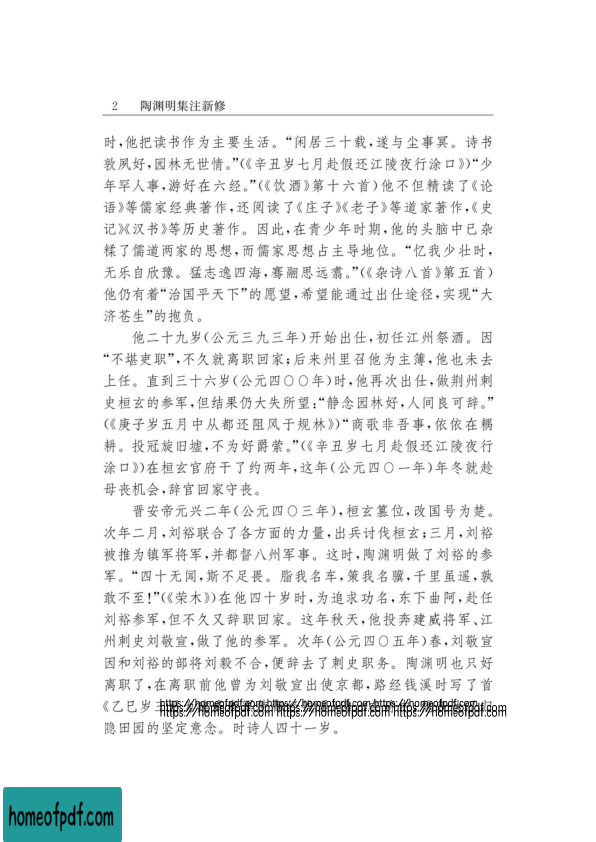 2 陶渊明集注新修
时,他把读书作为主要生活。“闲居三十载,遂与尘事冥。诗书
敦夙好,园林无世情。”(《辛丑岁七月赴假还江陵夜行涂口》)“少
年罕人事,游好在六经。”(《饮酒》第十六首)他不但精读了《论
语》等儒家经典著作,还阅读了《庄子》《老子》等道家著作,《史
记》《汉书》等历史著作。因此,在青少年时期,他的头脑中已杂
糅了儒道两家的思想,而儒家思想占主导地位。“忆我少壮时,
无乐自欣豫。猛志逸四海,骞翮思远翥。”(《杂诗八首》第五首)
他仍有着“治国平天下”的愿望,希望能通过出仕途径,实现“大
济苍生”的抱负。
他二十九岁(公元三九三年)开始出仕,初任江州祭酒。因
“不堪吏职”,不久就离职回家;后来州里召他为主簿,他也未去
上任。直到三十六岁(公元四〇〇年)时,他再次出仕,做荆州刺
史桓玄的参军,但结果仍大失所望:“静念园林好,人间良可辞。”
(《庚子岁五月中从都还阻风于规林》)“商歌非吾事,依依在耦
耕。投冠旋旧墟,不为好爵萦。”(《辛丑岁七月赴假还江陵夜行
涂口》)在桓玄官府干了约两年,这年(公元四〇一年)年冬就趁
母丧机会,辞官回家守丧。
晋安帝元兴二年(公元四〇三年),桓玄篡位,改国号为楚。
次年二月,刘裕联合了各方面的力量,出兵讨伐桓玄;三月,刘裕
被推为镇军将军,并都督八州军事。这时,陶渊明做了刘裕的参
军。“四十无闻,斯不足畏。脂我名车,策我名骥,千里虽遥,孰
敢不至!”(《荣木》)在他四十岁时,为追求功名,东下曲阿,赴任
刘裕参军,但不久又辞职回家。这年秋天,他投奔建威将军、江
州刺史刘敬宣,做了他的参军。次年(公元四〇五年)春,刘敬宣
因和刘裕的部将刘毅不合,便辞去了刺史职务。陶渊明也只好
离职了,在离职前他曾为刘敬宣出使京都,路经钱溪时写了首
《乙巳岁三
https://homeofpdf.com https://homeofpdf.com https://homeofpdf.com
https://homeofpdf.com https://homeofpdf.com https://homeofpdf.com
隐田园的坚定意念。时诗人四十一岁。
homeofpdf.com